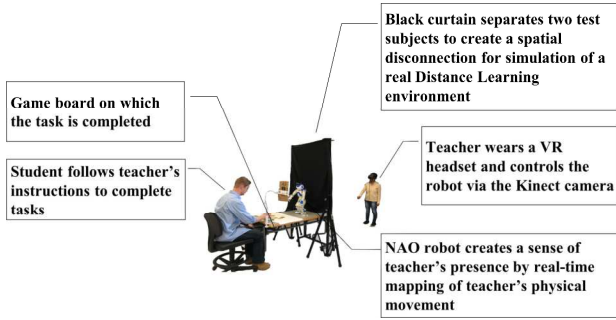 Black curtain separates two test
subjects to create a spatial
disconnection for simulation of a
real Distance Learning
environment
Game board on which
the task is completed
Teacher wears a VR
headset and controls the
robot via the Kinect camera
Student follows teacher's
instructions to complete
tasks
NAO robot creates a sense of
teacher's presence by real-time
mapping of teacher's physical
movement